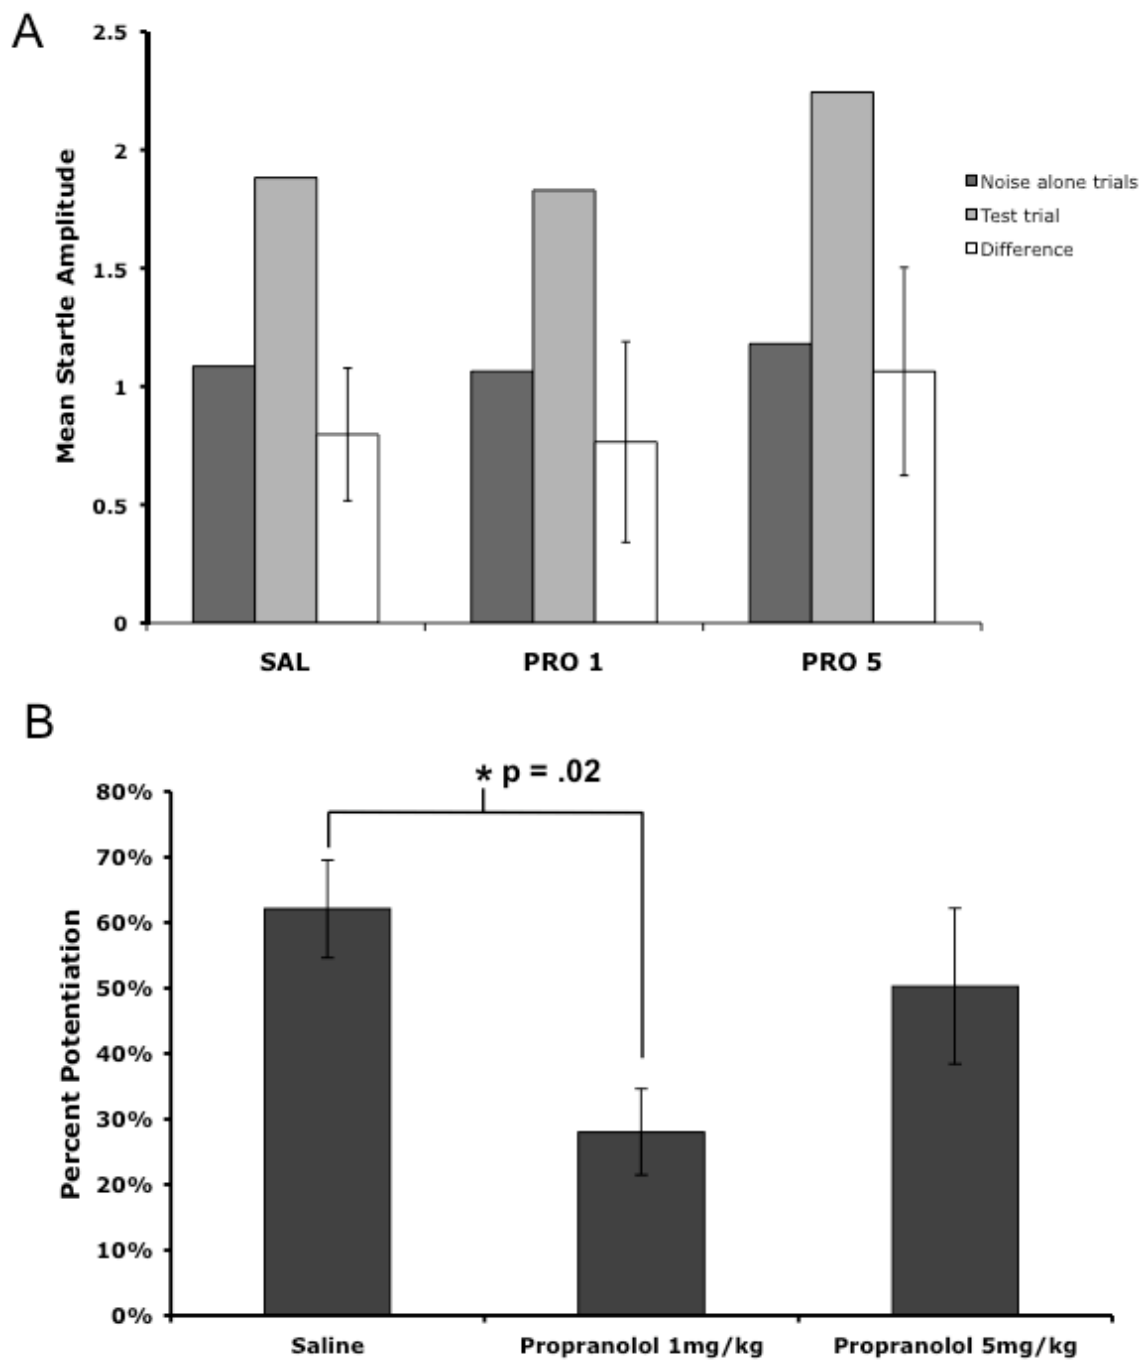 A
2.5
2
1.5
1
0.5
0
Mean Startle Amplitude
Noise alone trials
Test trial
Difference
SAL PRO 1 PRO 5
B
* p = .02
80%
70%
60%
50%
40%
30%
20%
10%
0%
Percent Potentiation
Saline Propranolol 1mg/kg Propranolol 5mg/kg